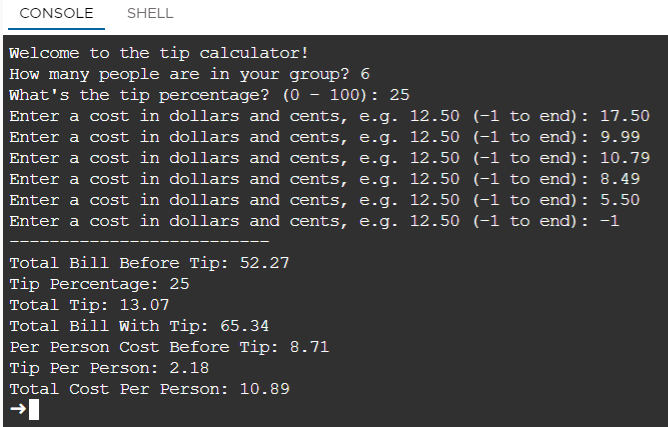 CONSOLE SHELL
Welcome to the tip calculator!
How many people are in your group? 6
What's the tip percentage? (0 - 100): 25
Enter a cost in dollars and cents, e.g. 12.50 (-1 to end): 17.50
Enter a cost in dollars and cents, e.g. 12.50 (-1 to end): 9.99
Enter a cost in dollars and cents, e.g. 12.50 (-1 to end): 10.79
Enter a cost in dollars and cents, e.g. 12.50 (-1 to end): 8.49
Enter a cost in dollars and cents, e.g. 12.50 (-1 to end): 5.50
Enter a cost in dollars and cents, e.g. 12.50 (-1 to end): -1
--------------------------
Total Bill Before Tip: 52.27
Tip Percentage: 25
Total Tip: 13.07
Total Bill With Tip: 65.34
Per Person Cost Before Tip: 8.71
Tip Per Person: 2.18
Total Cost Per Person: 10.89
➜